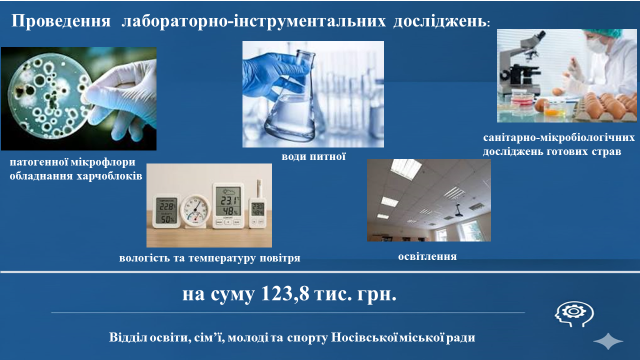 Проведення лабораторно-інструментальних досліджень:
патогенної мікрофлори
обладнання харчоблоків
води питної
санітарно-мікробіологічних
досліджень готових страв
вологість та температуру повітря
освітлення
на суму 123,8 тис. грн.
Відділ освіти, сім’ї, молоді та спорту Носівської міської ради